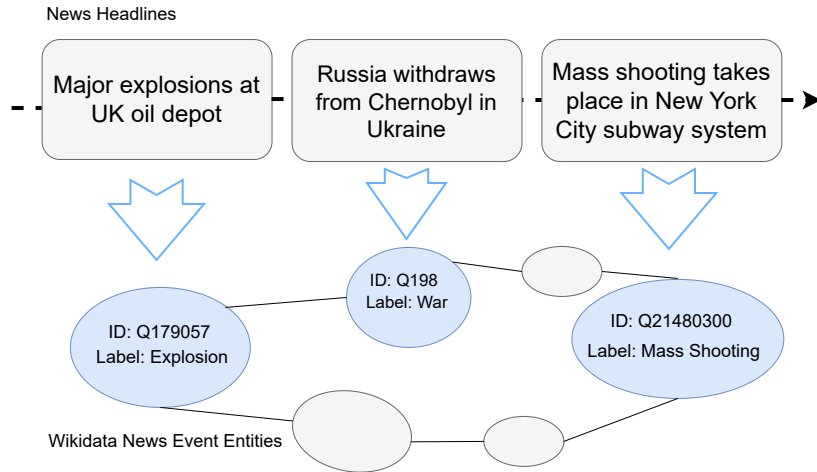 News Headlines
Major explosions at
UK oil depot
Russia withdraws
from Chernobyl in
Ukraine
Mass shooting takes
place in New York
City subway system
ID: Q179057
Label: Explosion
ID: Q198
Label: War
ID: Q21480300
Label: Mass Shooting
Wikidata News Event Entities